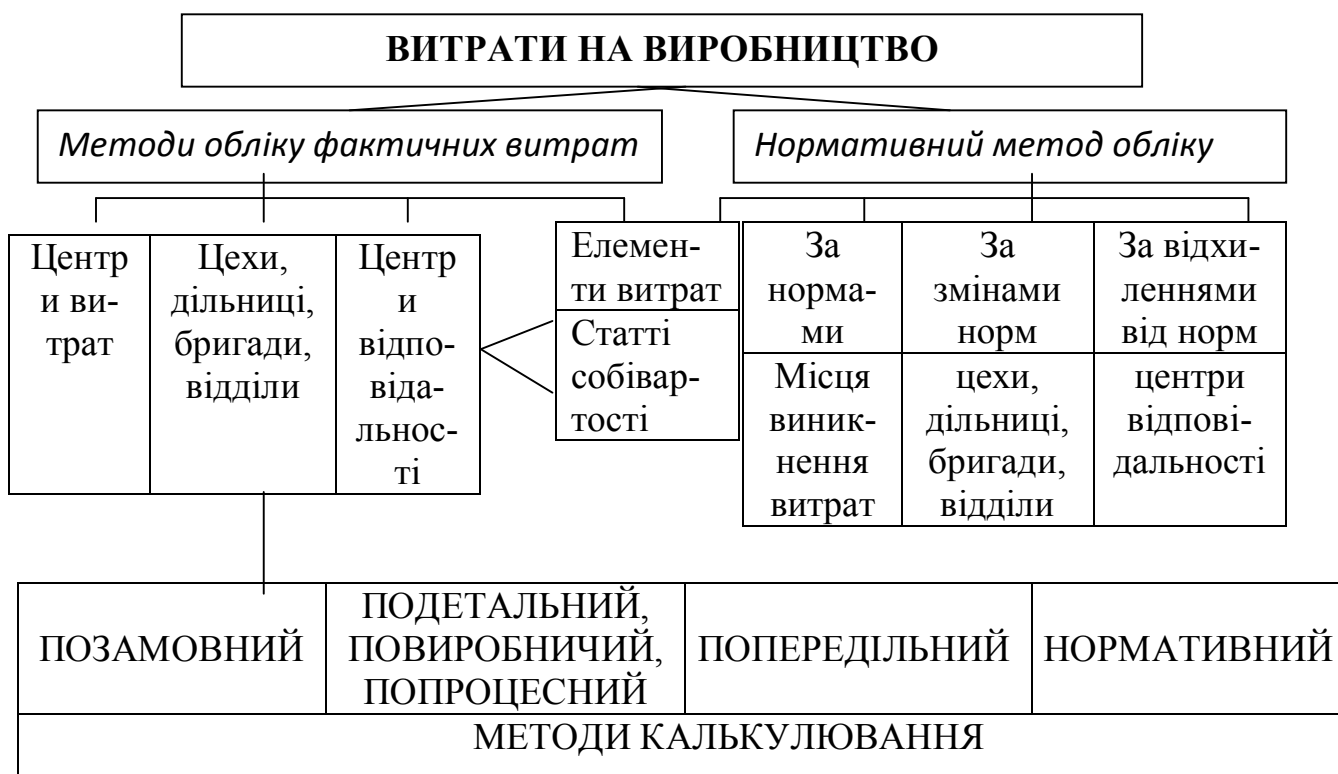 ВИТРАТИ НА ВИРОБНИЦТВО
Методи обліку фактичних витрат
Нормативний метод обліку
Центр
и ви-
трат
Цехи,
дільниці,
бригади,
відділи
Центр
и
відпо-
віда-
льнос-
ті
Елемен-
ти витрат
Статті
собівар-
тості
За
норма-
ми
За
змінами
норм
За відхи-
леннями
від норм
Місця
виник-
нення
витрат
цехи,
дільниці,
бригади,
відділи
центри
відпові-
дальності
ПОЗАМОВНИЙ
ПОДЕТАЛЬНИЙ,
ПОВИРОБНИЧИЙ,
ПОПРОЦЕСНИЙ
ПОПЕРЕДІЛЬНИЙ
НОРМАТИВНИЙ
МЕТОДИ КАЛЬКУЛЮВАННЯ